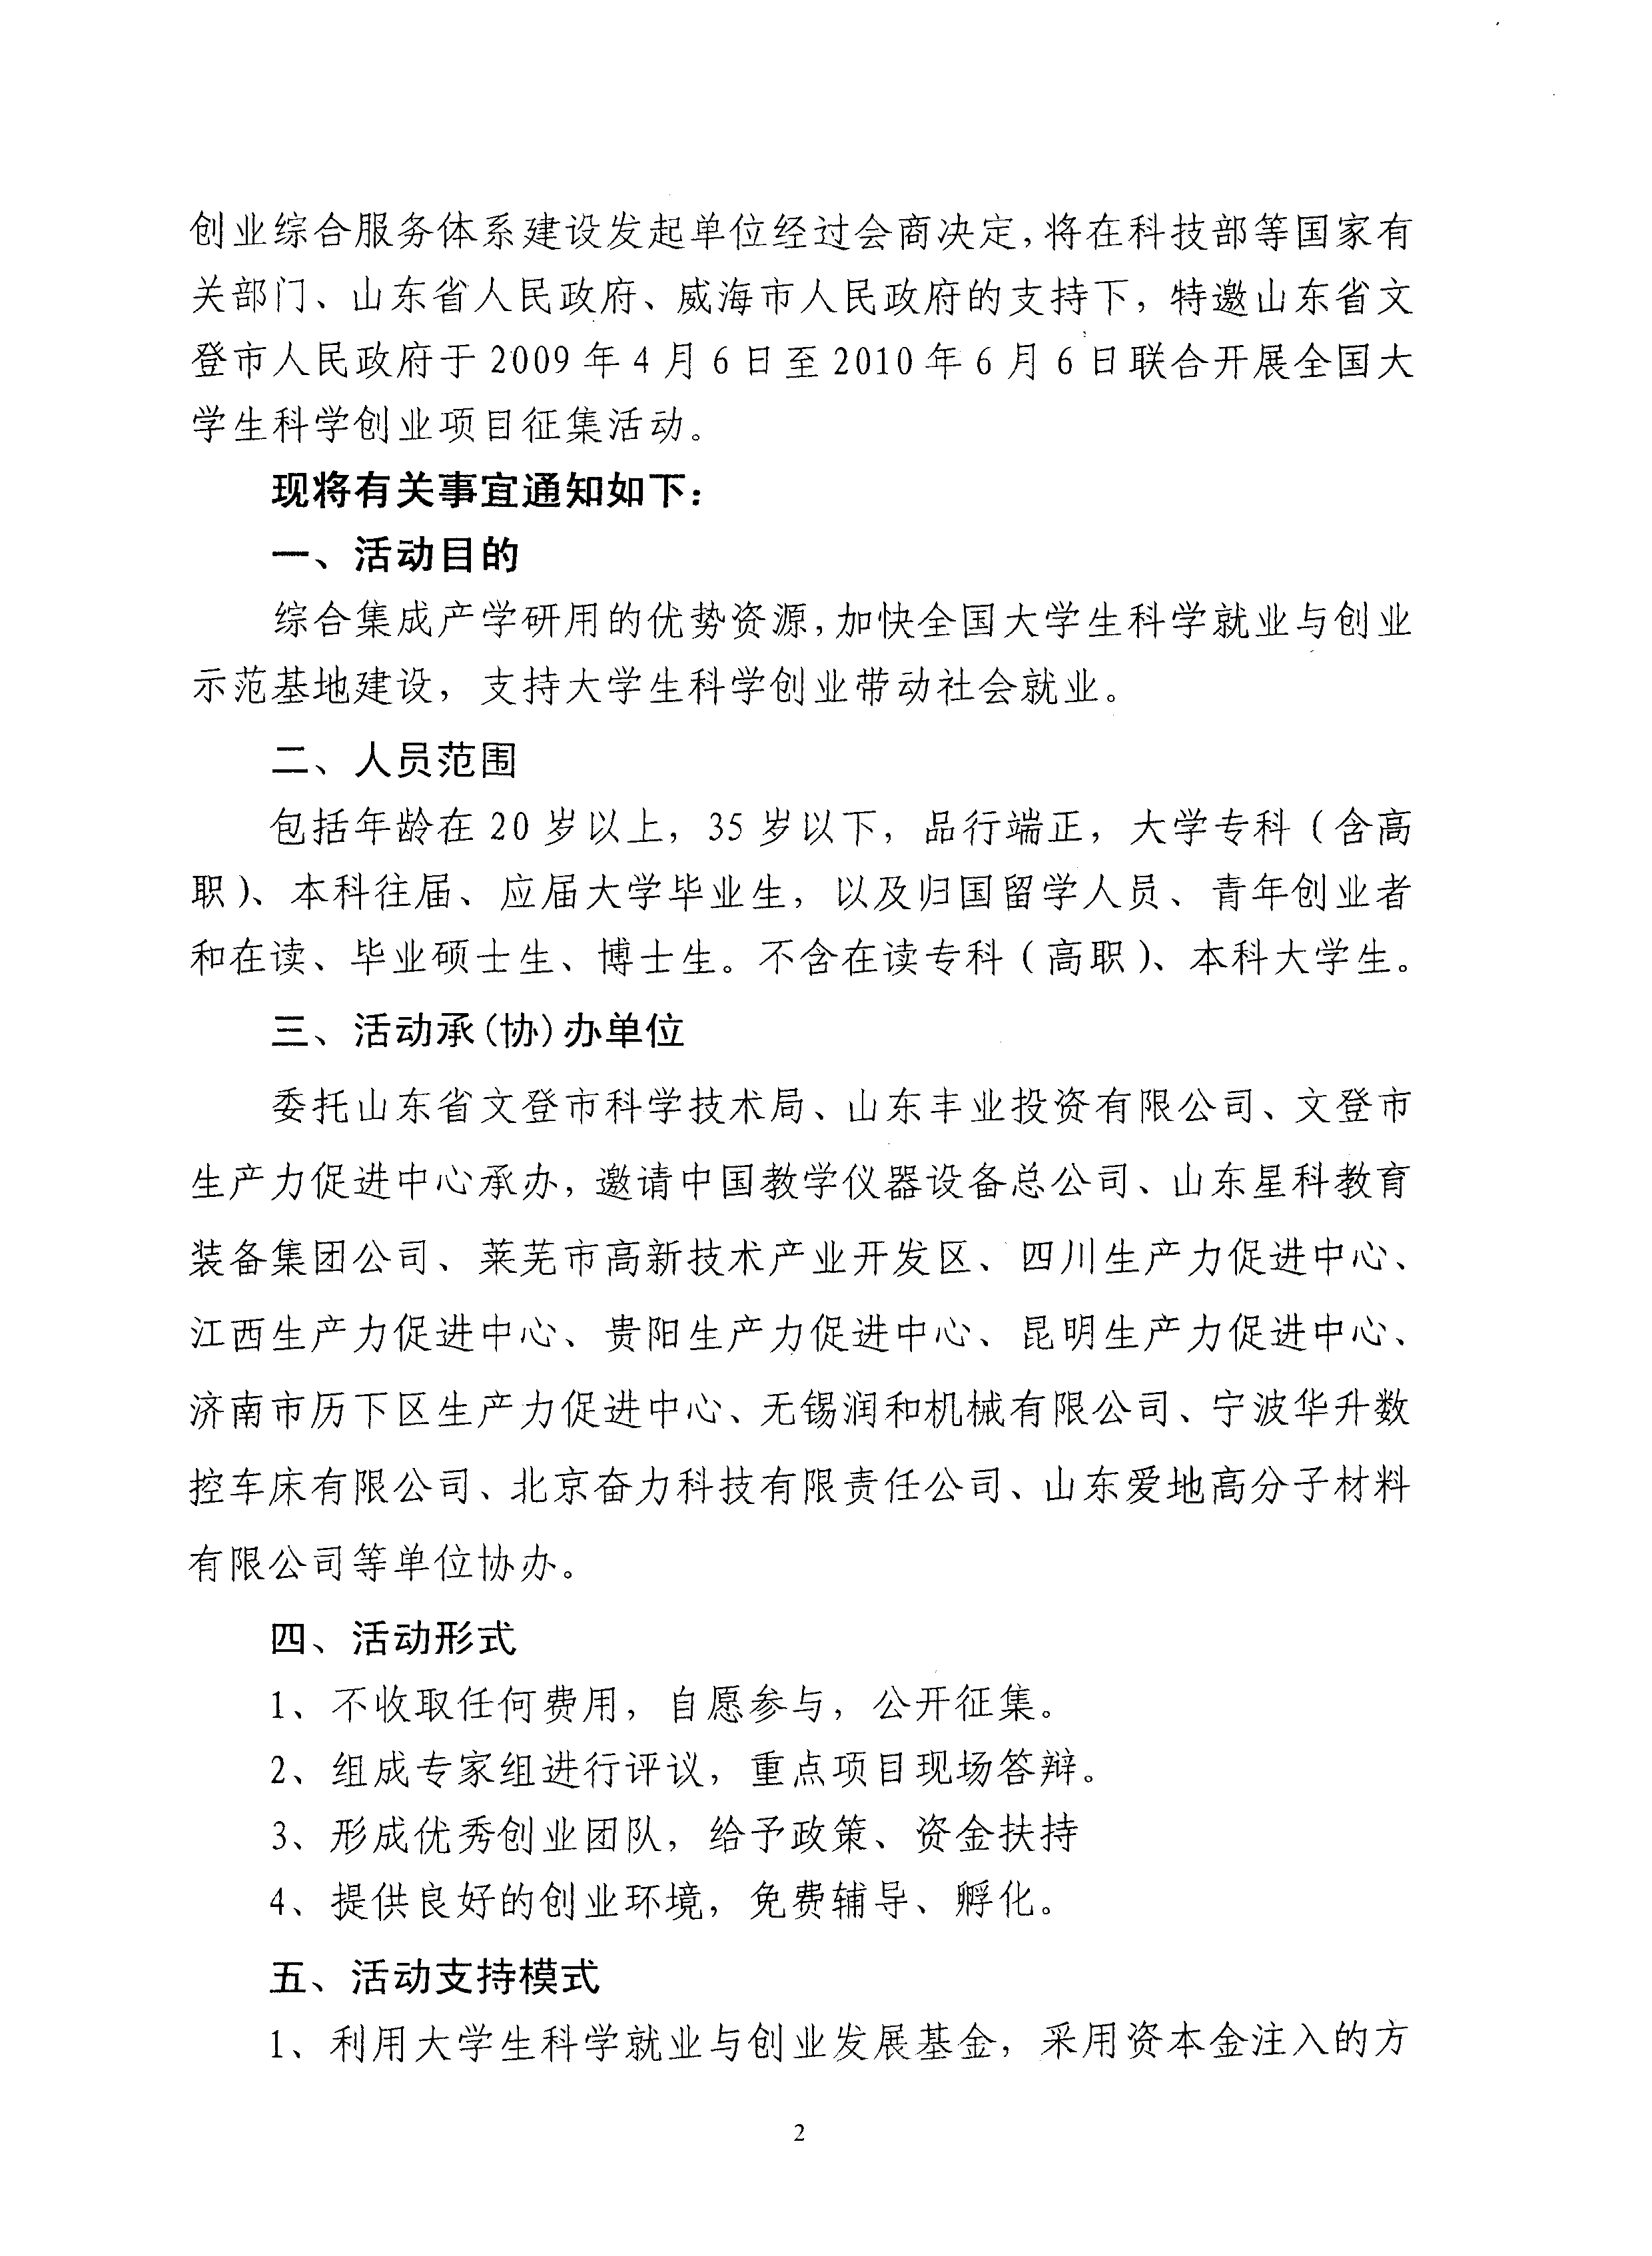 创业综合服务体系建设发起单位经过会商决定,将在科技部等国家有
关部门、山东省人民政府、威海市人民政府的支持下，特邀山东省文
登市人民政府于 2009 年 4 月 6 日至 2010 年 6 月 6 日联合开展全国大
学生科学创业项目征集活动。
现将有关事宜通知如下：
一、活动目的
综合集成产学研用的优势资源,加快全国大学生科学就业与创业
示范基地建设，支持大学生科学创业带动社会就业。
二、人员范围
包括年龄在 20 岁以上，35 岁以下，品行端正，大学专科（含高
职）、本科往届、应届大学毕业生，以及归国留学人员、青年创业者
和在读、毕业硕士生、博士生。不含在读专科（高职）、本科大学生。
三、活动承(协)办单位
委托山东省文登市科学技术局、山东丰业投资有限公司、文登市
生产力促进中心承办，邀请中国教学仪器设备总公司、山东星科教育
装备集团公司、莱芜市高新技术产业开发区、四川生产力促进中心、
江西生产力促进中心、贵阳生产力促进中心、昆明生产力促进中心、
济南市历下区生产力促进中心、无锡润和机械有限公司、宁波华升数
控车床有限公司、北京奋力科技有限责任公司、山东爱地高分子材料
有限公司等单位协办。
四、活动形式
1、不收取任何费用，自愿参与，公开征集。
2、组成专家组进行评议，重点项目现场答辩。
3、形成优秀创业团队，给予政策、资金扶持
4、提供良好的创业环境，免费辅导、孵化。
五、活动支持模式
1、利用大学生科学就业与创业发展基金，采用资本金注入的方
2